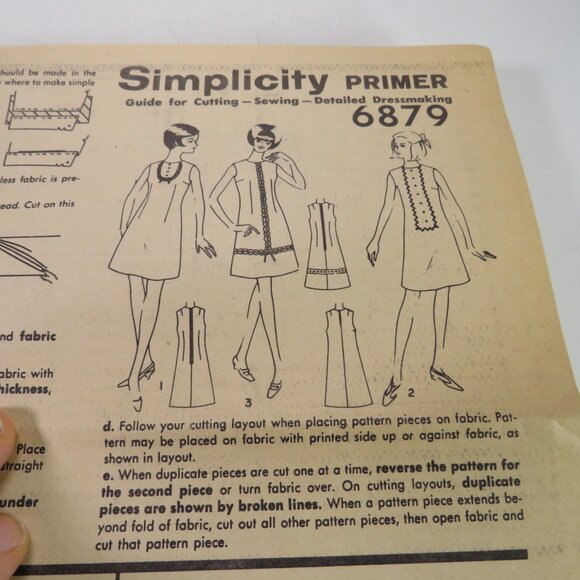 hould be made in the
y where to make simple
less fabric is pre-
read. Cut on this
nd fabric
abric with
hickness,
Place
straight
under
Simplicity PRIMER
Guide for Cutting — Sewing — Detailed Dressmaking
6879
1
3
2
d. Follow your cutting layout when placing pattern pieces on fabric. Pat-
tern may be placed on fabric with printed side up or against fabric, as
shown in layout.
e. When duplicate pieces are cut one at a time, reverse the pattern for
the second piece or turn fabric over. On cutting layouts, duplicate
pieces are shown by broken lines. When a pattern piece extends be-
yond fold of fabric, cut out all other pattern pieces, then open fabric and
cut that pattern piece.